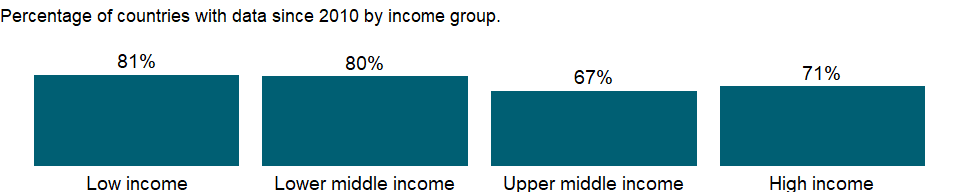 Percentage of countries with data since 2010 by income group.
81%
80%
67%
71%
Low income
Lower middle income
Upper middle income
High income